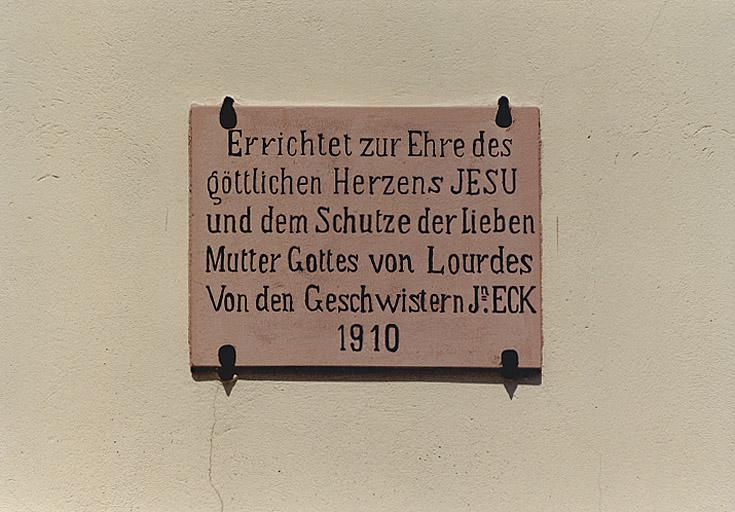 Errichtet zur Ehre des
göttlichen Herzens JESU
und dem Schutze der Lieben
Mutter Gottes von Lourdes
Von den Geschwistern Jn. ECK
1910